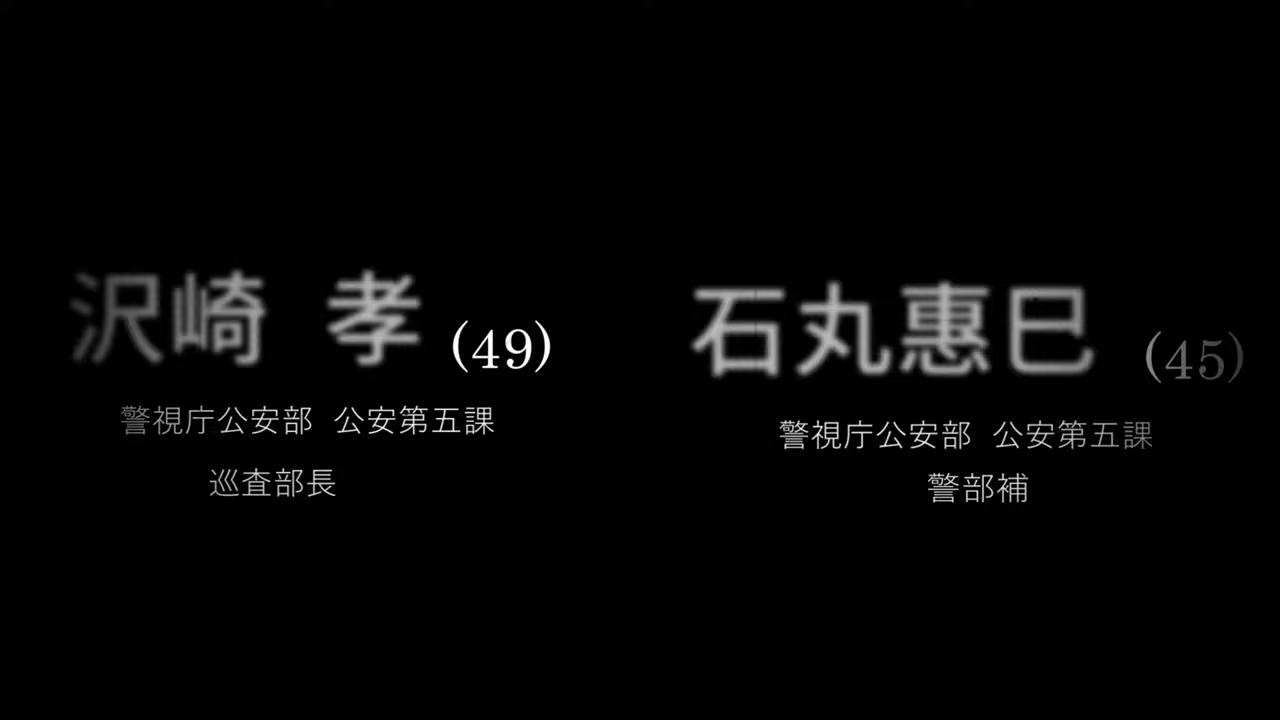 沢崎 孝 (49)
警視庁公安部 公安第五課
巡査部長
石丸惠巳 (45)
警視庁公安部 公安第五課
警部補